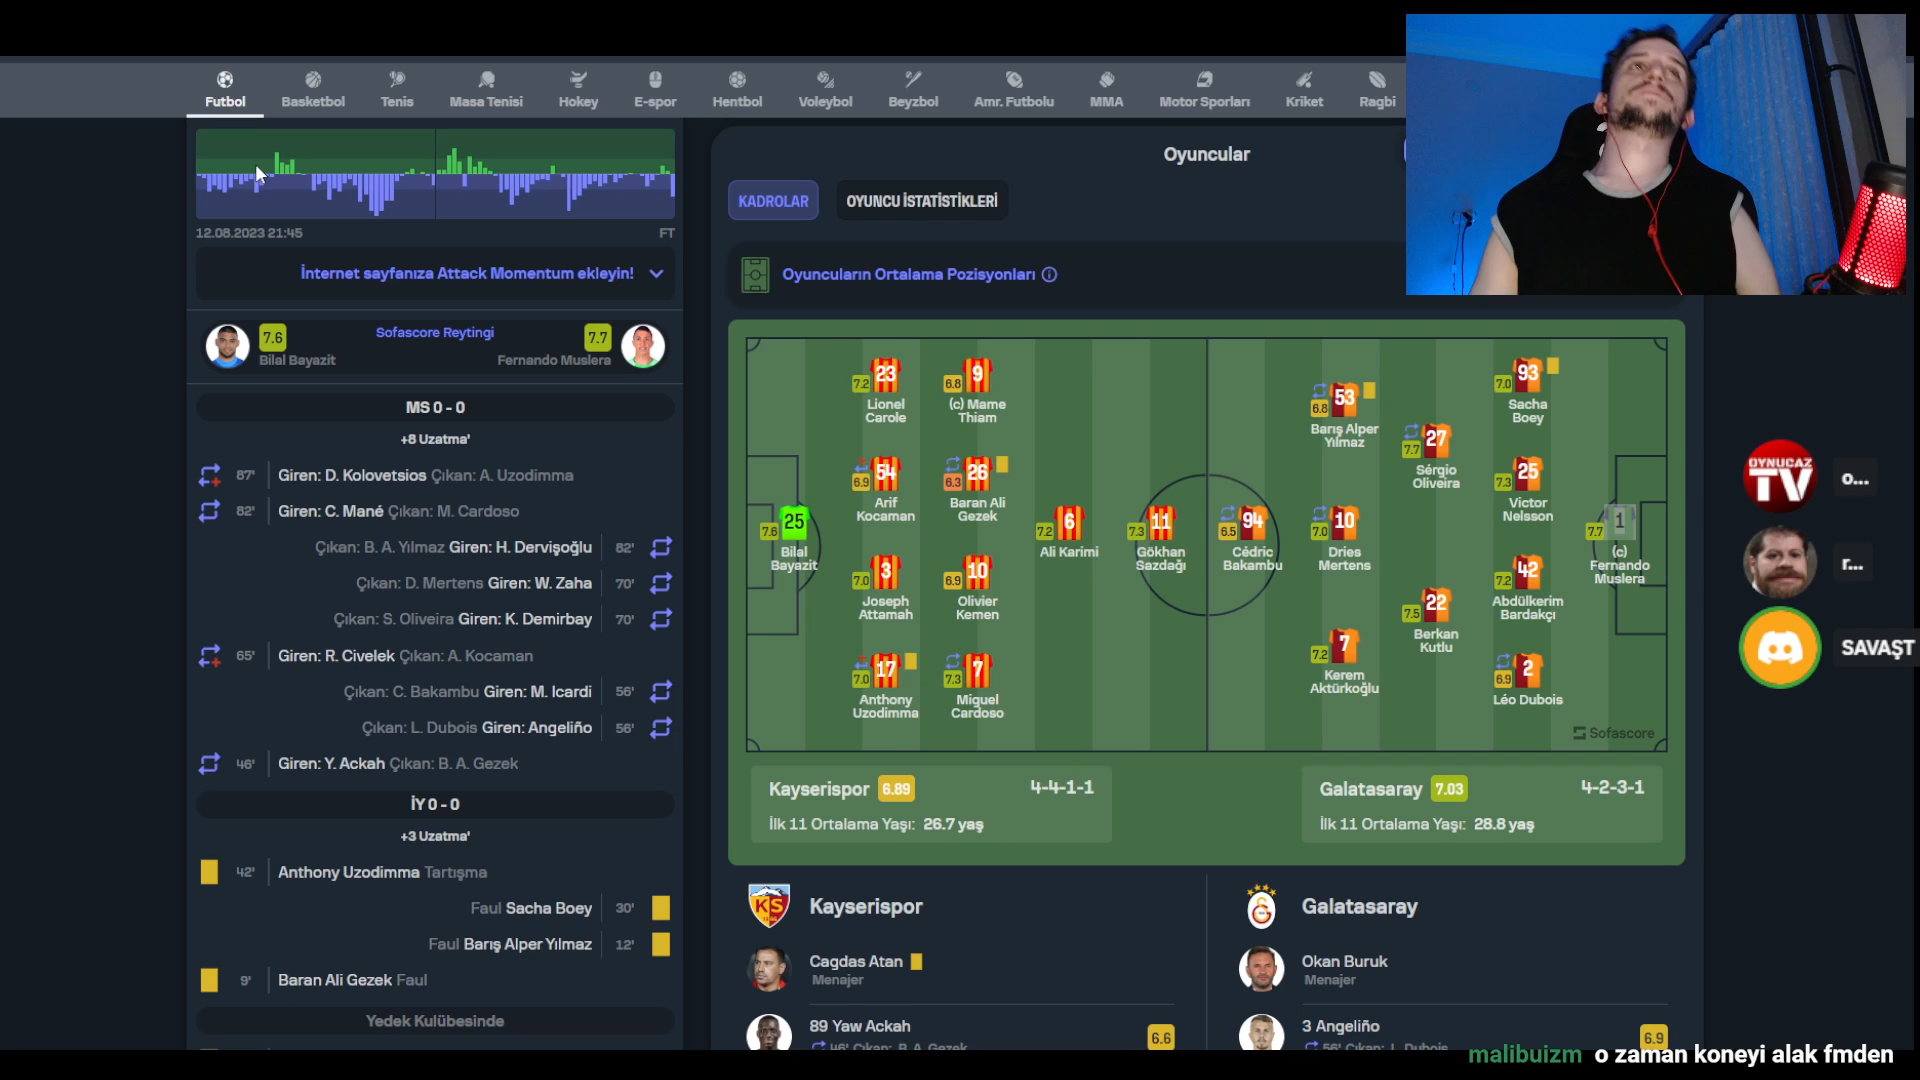 Futbol
Basketbol
Tenis
Masa Tenisi
Hokey
E-spor
Hentbol
Voleybol
Beyzbol
Amr. Futbolu
MMA
Motor Sporları
Kriket
Ragbi
12.08.2023 21:45
FT
İnternet sayfanıza Attack Momentum ekleyin!
7.6
Bilal Bayazit
Sofascore Reytingi
7.7
Fernando Muslera
MS 0 - 0
+8 Uzatma'
87' Giren: D. Kolovetsios Çıkan: A. Uzodimma
82' Giren: C. Mané Çıkan: M. Cardoso
Çıkan: B. A. Yılmaz Giren: H. Dervişoğlu 82'
Çıkan: D. Mertens Giren: W. Zaha 70'
Çıkan: S. Oliveira Giren: K. Demirbay 70'
65' Giren: R. Civelek Çıkan: A. Kocaman
Çıkan: C. Bakambu Giren: M. Icardi 56'
Çıkan: L. Dubois Giren: Angeliño 56'
46' Giren: Y. Ackah Çıkan: B. A. Gezek
İY 0 - 0
+3 Uzatma'
42' Anthony Uzodimma Tartışma
Faul Sacha Boey 30'
Faul Barış Alper Yılmaz 12'
9' Baran Ali Gezek Faul
Yedek Kulübesinde
Oyuncular
KADROLAR
OYUNCU İSTATİSTİKLERİ
Oyuncuların Ortalama Pozisyonları
25
7.6
Bilal
Bayazit
23
7.2
Lionel
Carole
54
6.9
Arif
Kocaman
3
7.0
Joseph
Attamah
17
7.0
Anthony
Uzodimma
9
6.8
(c) Mame
Thiam
26
6.3
Baran Ali
Gezek
10
6.9
Olivier
Kemen
7
7.3
Miguel
Cardoso
6
7.2
Ali Karimi
11
7.3
Gökhan
Sazdağı
94
6.5
Cédric
Bakambu
53
6.8
Barış Alper
Yılmaz
10
7.0
Dries
Mertens
7
7.2
Kerem
Aktürkoğlu
27
7.7
Sérgio
Oliveira
22
7.5
Berkan
Kutlu
93
7.0
Sacha
Boey
25
7.3
Victor
Nelsson
42
7.2
Abdülkerim
Bardakçı
2
6.9
Léo Dubois
1
7.7
(c)
Fernando
Muslera
Sofascore
Kayserispor 6.89 4-4-1-1
İlk 11 Ortalama Yaşı: 26.7 yaş
Galatasaray 7.03 4-2-3-1
İlk 11 Ortalama Yaşı: 28.8 yaş
Kayserispor
Cagdas Atan
Menajer
89 Yaw Ackah
46' Çıkan: B. A. Gezek
6.6
Galatasaray
Okan Buruk
Menajer
3 Angeliño
56' Çıkan: L. Dubois
6.9
OYNUCAZ
TV
o...
r...
SAVAŞT
malibuizm o zaman koneyi alak fmden